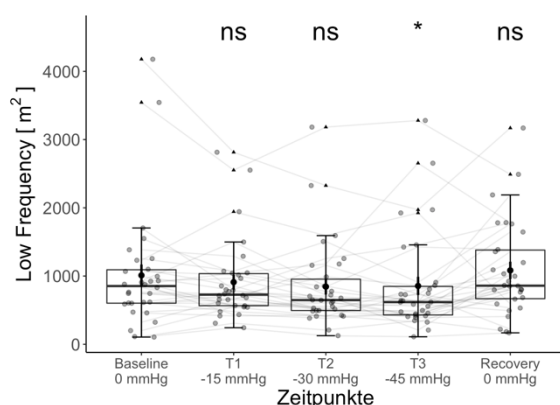 ns ns * ns
Low Frequency [ m² ]
4000
3000
2000
1000
0
Baseline T1 T2 T3 Recovery
0 mmHg -15 mmHg -30 mmHg -45 mmHg 0 mmHg
Zeitpunkte